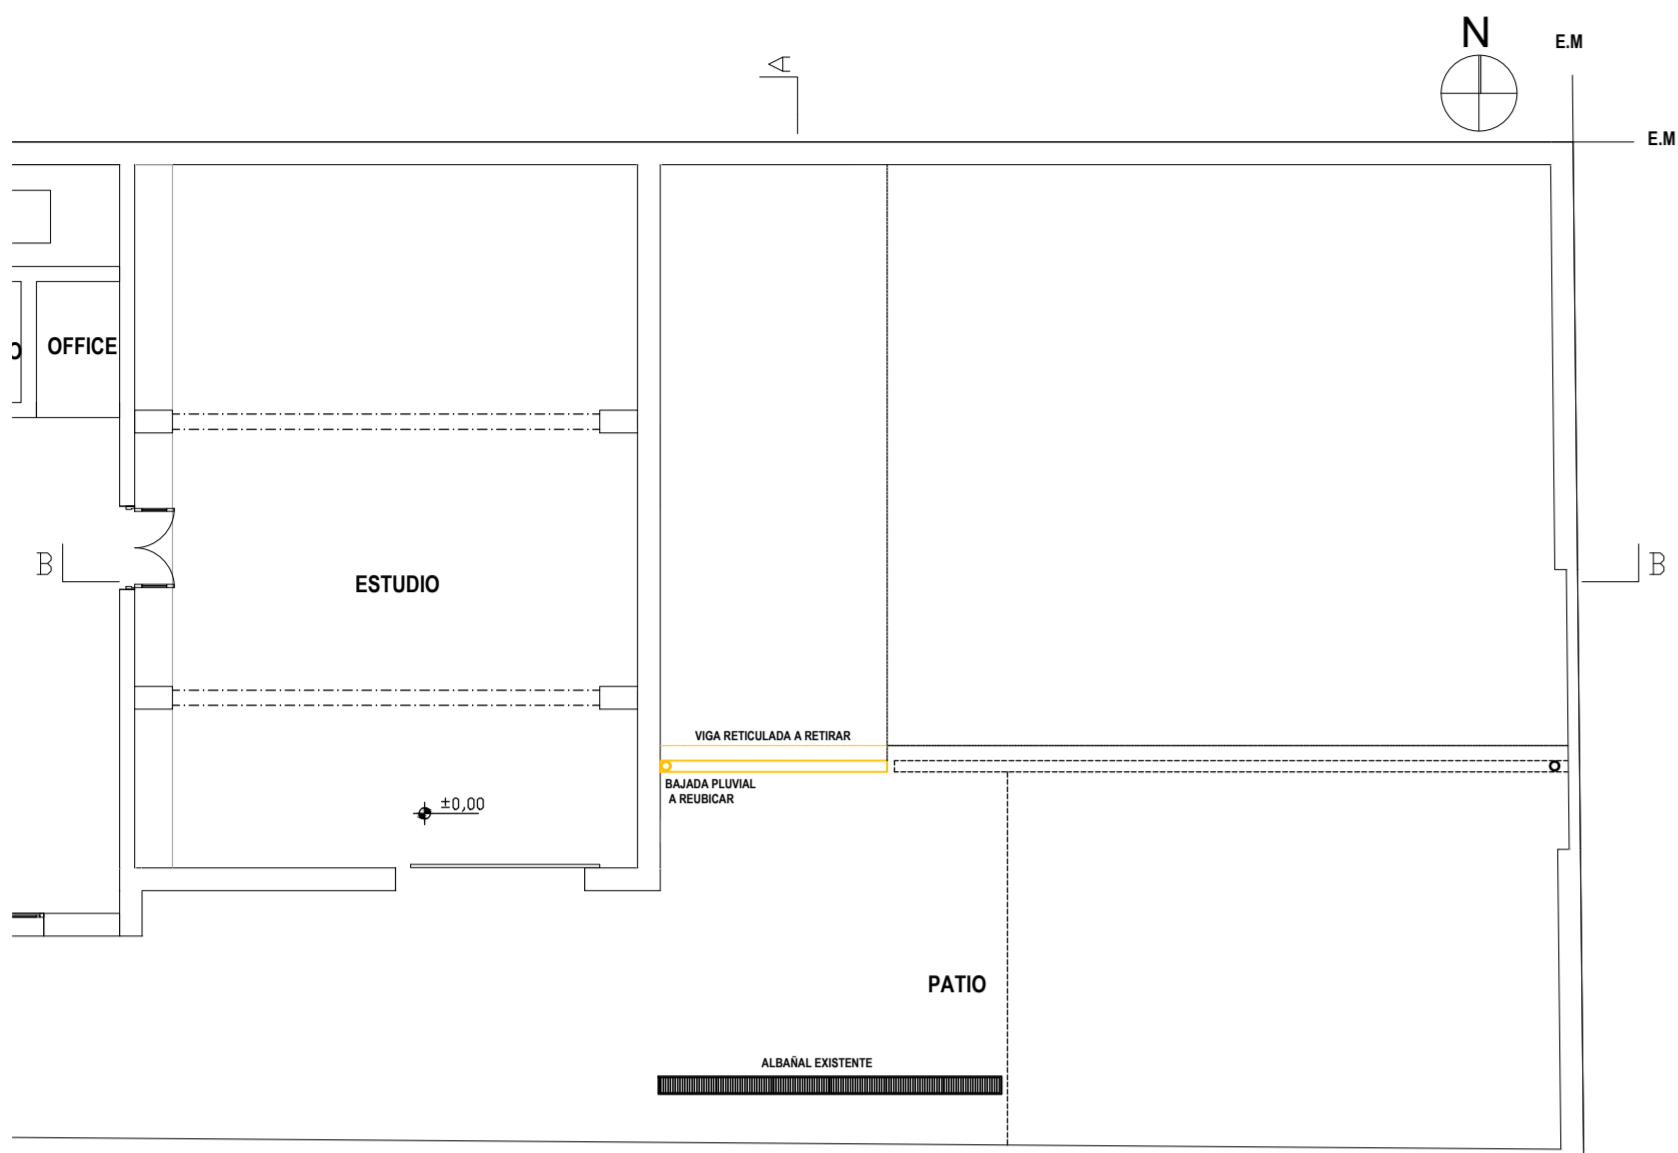 N
E.M
A
E.M
OFFICE
B
ESTUDIO
B
VIGA RETICULADA A RETIRAR
BAJADA PLUVIAL
A REUBICAR
±0,00
PATIO
ALBAÑAL EXISTENTE